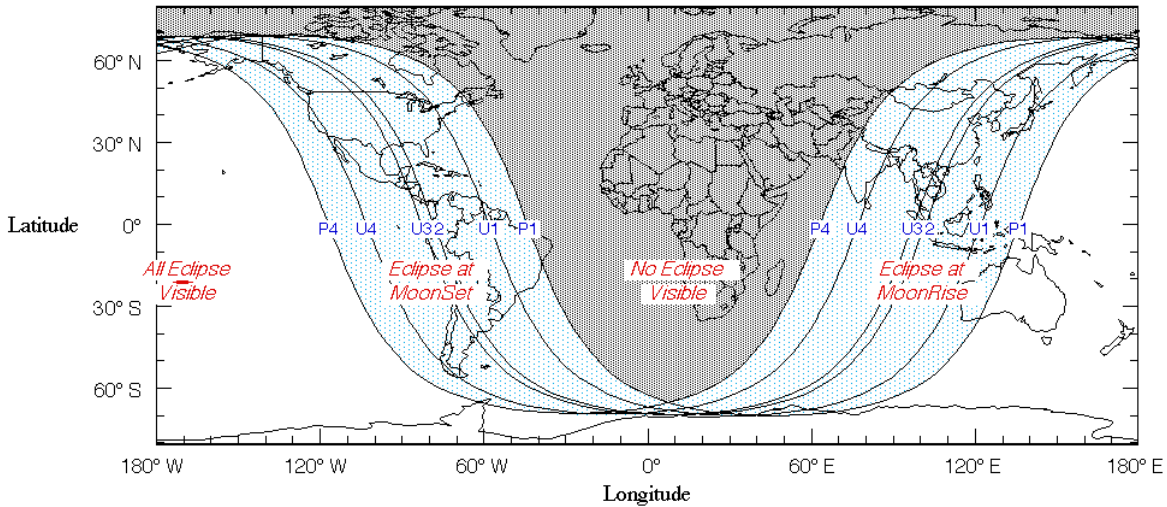 60° N
30° N
Latitude
0°
30° S
60° S
P4 U4 U32 U1 P1 P4 U4 U32 U1 P1
All Eclipse
Visible
Eclipse at
MoonSet
No Eclipse
Visible
Eclipse at
MoonRise
180° W 120° W 60° W 0° 60° E 120° E 180° E
Longitude